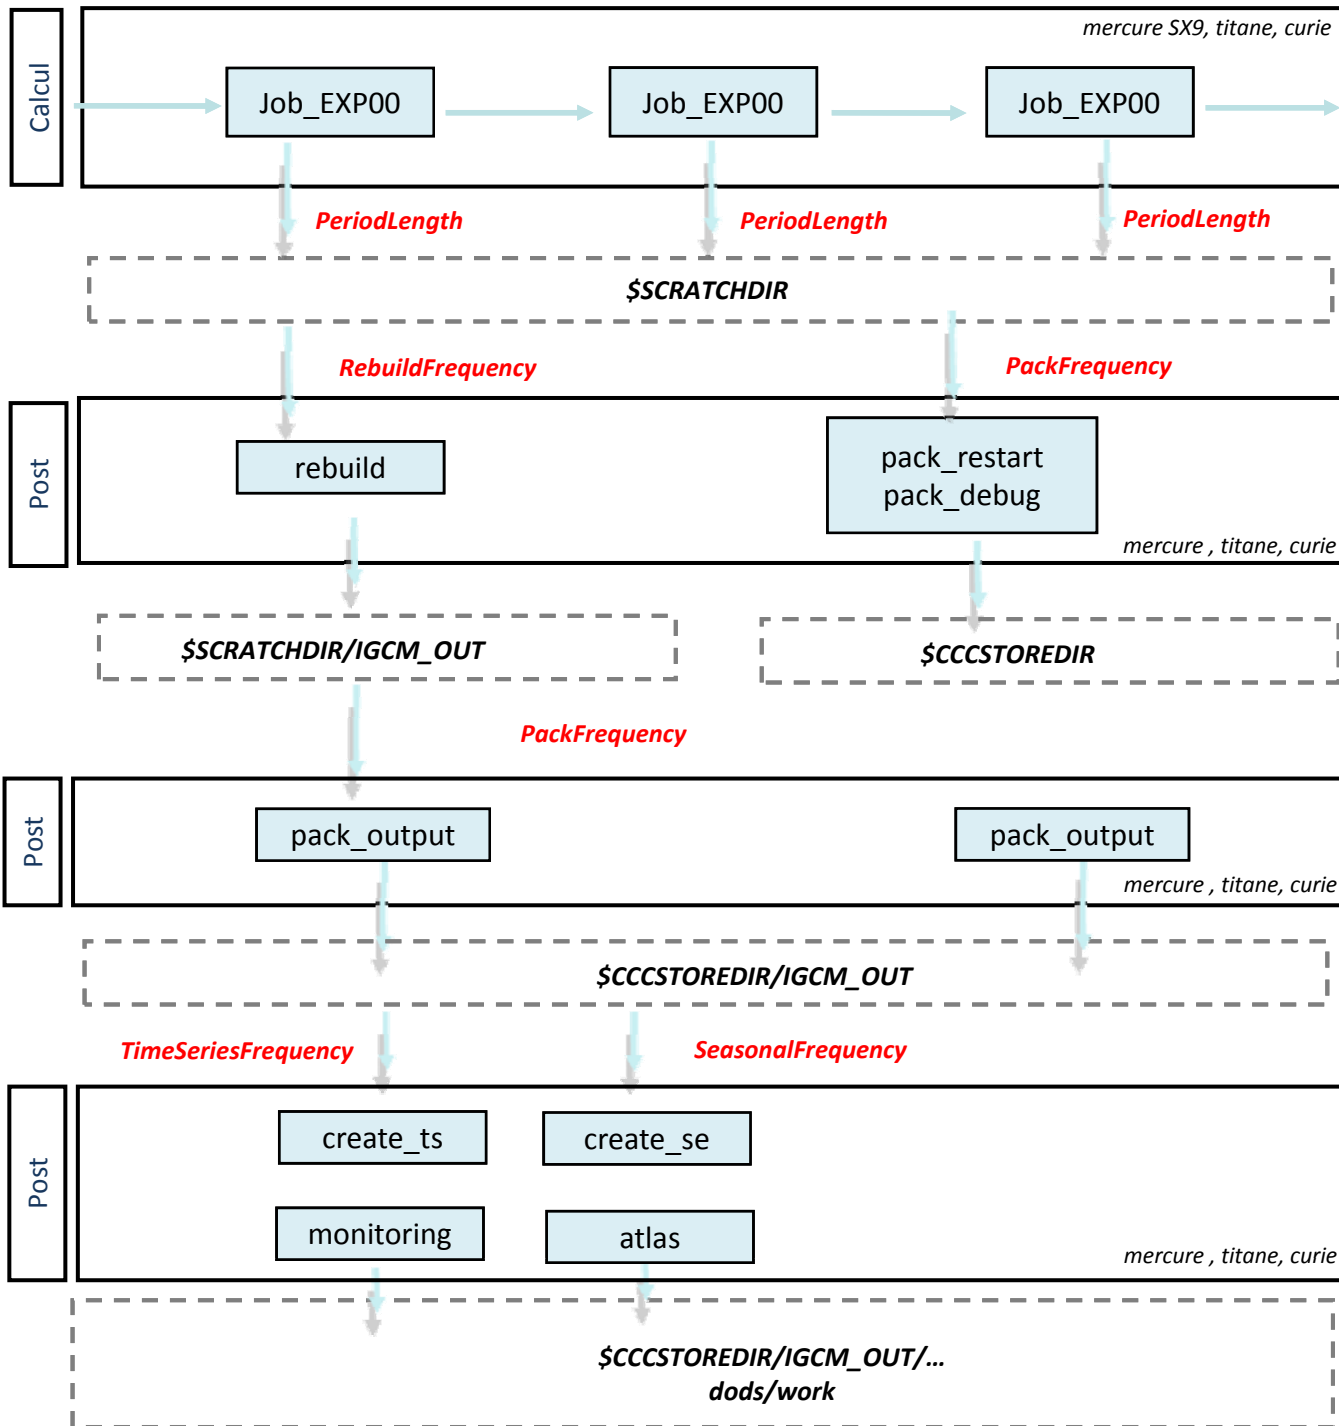 mercure SX9, titane, curie
Calcul
Job_EXP00
Job_EXP00
Job_EXP00
PeriodLength
PeriodLength
PeriodLength
$SCRATCHDIR
RebuildFrequency
PackFrequency
Post
rebuild
pack_restart
pack_debug
mercure , titane, curie
$SCRATCHDIR/IGCM_OUT
$CCCSTOREDIR
PackFrequency
Post
pack_output
pack_output
mercure , titane, curie
$CCCSTOREDIR/IGCM_OUT
TimeSeriesFrequency
SeasonalFrequency
Post
create_ts
create_se
monitoring
atlas
mercure , titane, curie
$CCCSTOREDIR/IGCM_OUT/…
dods/work